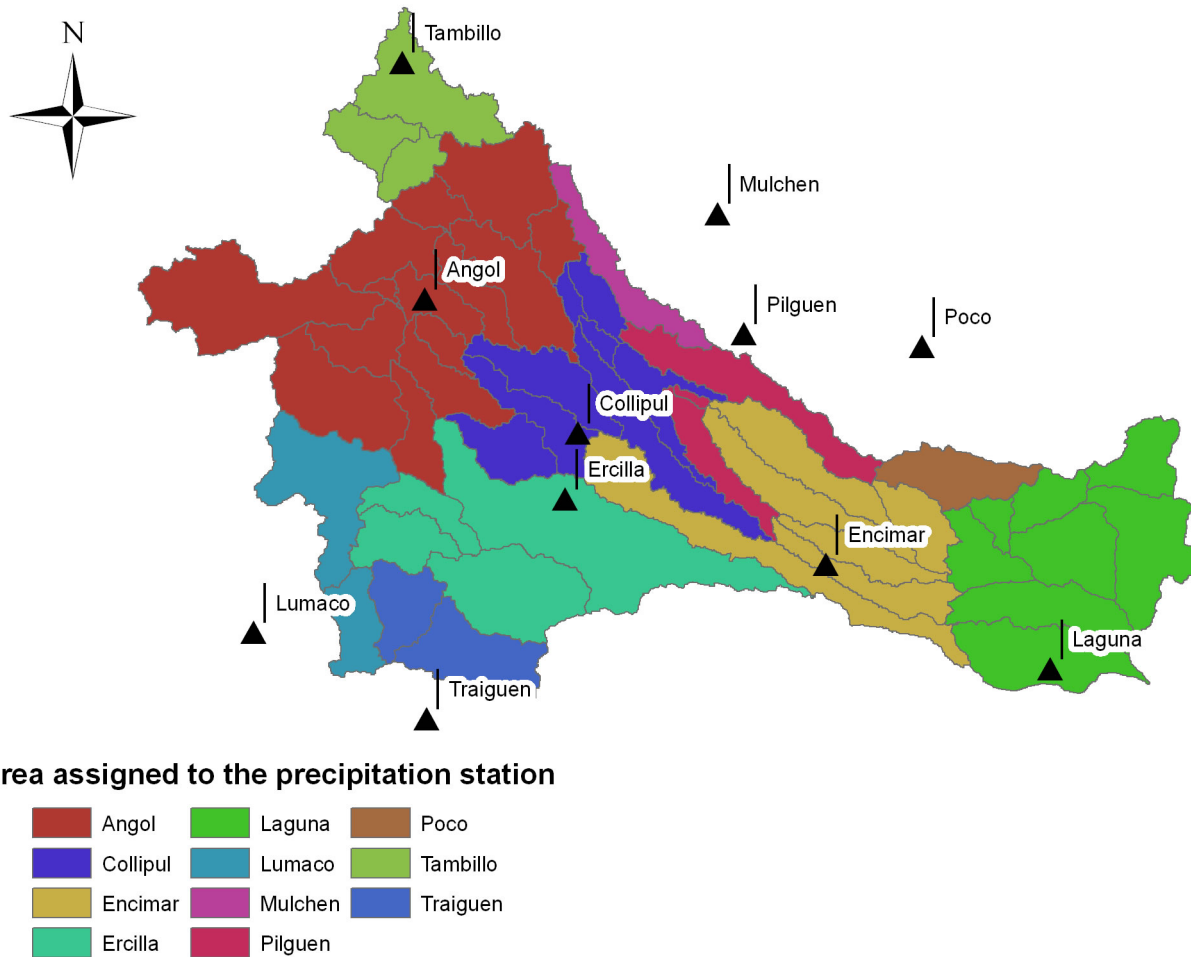 N
Tambillo
Mulchen
Angol
Pilguen
Poco
Collipul
Ercilla
Encimar
Lumaco
Laguna
Traiguen
rea assigned to the precipitation station
Angol
Laguna
Poco
Collipul
Lumaco
Tambillo
Encimar
Mulchen
Traiguen
Ercilla
Pilguen